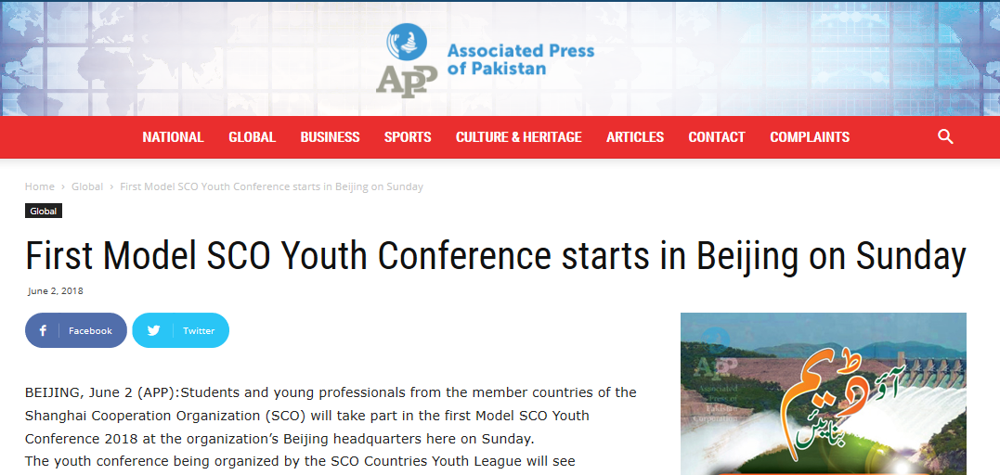 APP
Associated Press
of Pakistan
NATIONAL GLOBAL BUSINESS SPORTS CULTURE & HERITAGE ARTICLES CONTACT COMPLAINTS
Home › Global › First Model SCO Youth Conference starts in Beijing on Sunday
Global
First Model SCO Youth Conference starts in Beijing on Sunday
June 2, 2018
Facebook Twitter
BEIJING, June 2 (APP):Students and young professionals from the member countries of the
Shanghai Cooperation Organization (SCO) will take part in the first Model SCO Youth
Conference 2018 at the organization’s Beijing headquarters here on Sunday.
The youth conference being organized by the SCO Countries Youth League will see
APP
Associated
Press of
Pakistan
Corporation
آؤ ڈیم
بنائیں